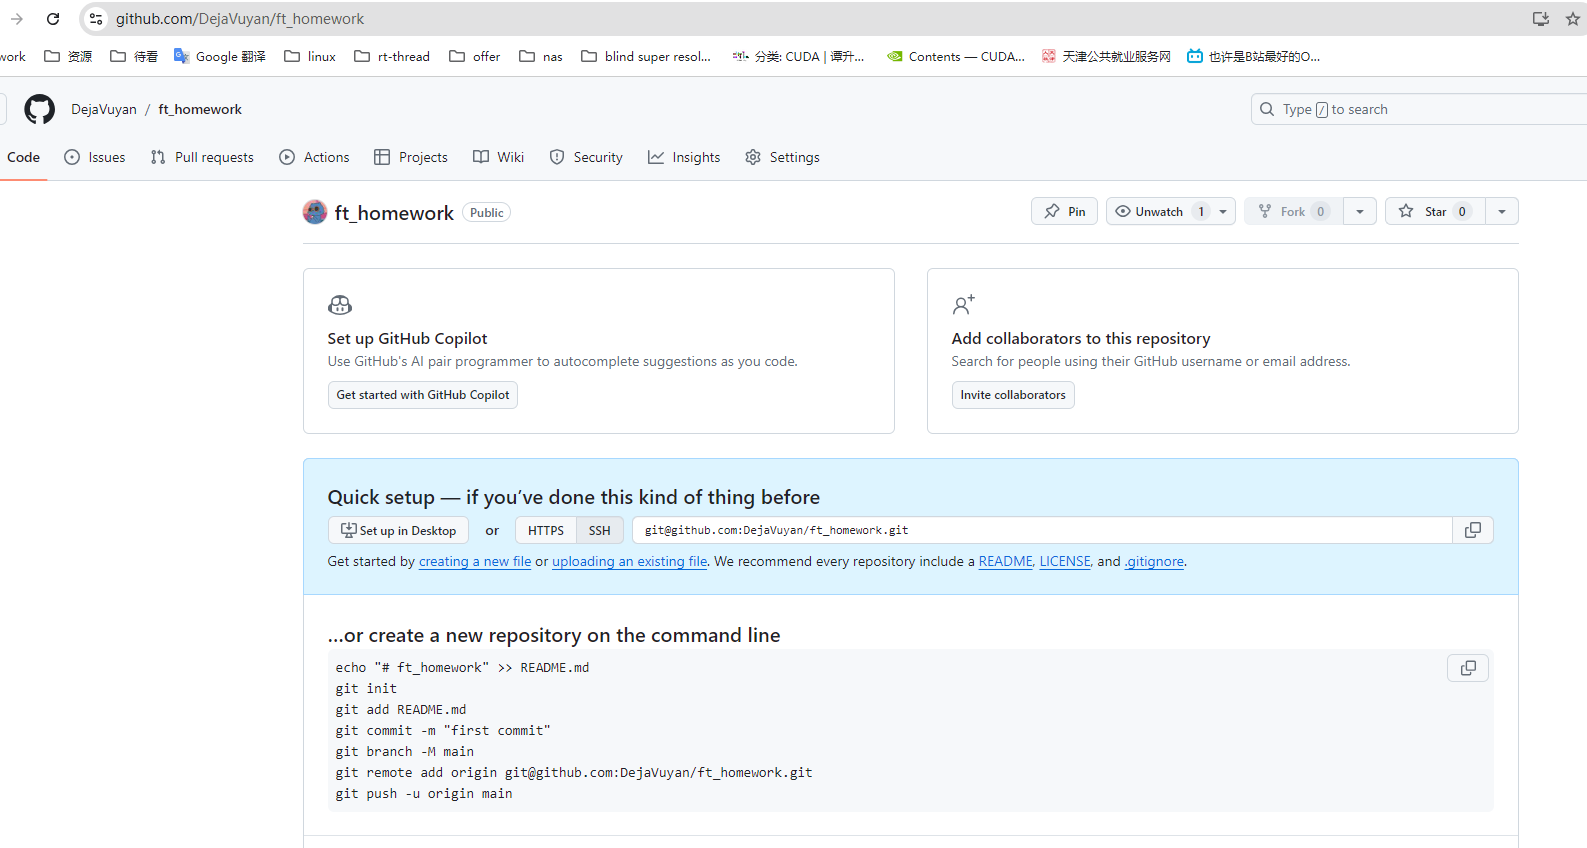 github.com/DejaVuyan/ft_homework
work 资源 待看 Google 翻译 linux rt-thread offer nas blind super resol... 分类: CUDA | 谭升... Contents — CUDA... 天津公共就业服务网 也许是B站最好的O...
DejaVuyan / ft_homework Type / to search
Code Issues Pull requests Actions Projects Wiki Security Insights Settings
ft_homework Public Pin Unwatch 1 Fork 0 Star 0
Set up GitHub Copilot
Use GitHub's AI pair programmer to autocomplete suggestions as you code.
Get started with GitHub Copilot
Add collaborators to this repository
Search for people using their GitHub username or email address.
Invite collaborators
Quick setup — if you’ve done this kind of thing before
Set up in Desktop or HTTPS SSH git@github.com:DejaVuyan/ft_homework.git
Get started by creating a new file or uploading an existing file. We recommend every repository include a README, LICENSE, and .gitignore.
…or create a new repository on the command line
echo "# ft_homework" >> README.md
git init
git add README.md
git commit -m "first commit"
git branch -M main
git remote add origin git@github.com:DejaVuyan/ft_homework.git
git push -u origin main